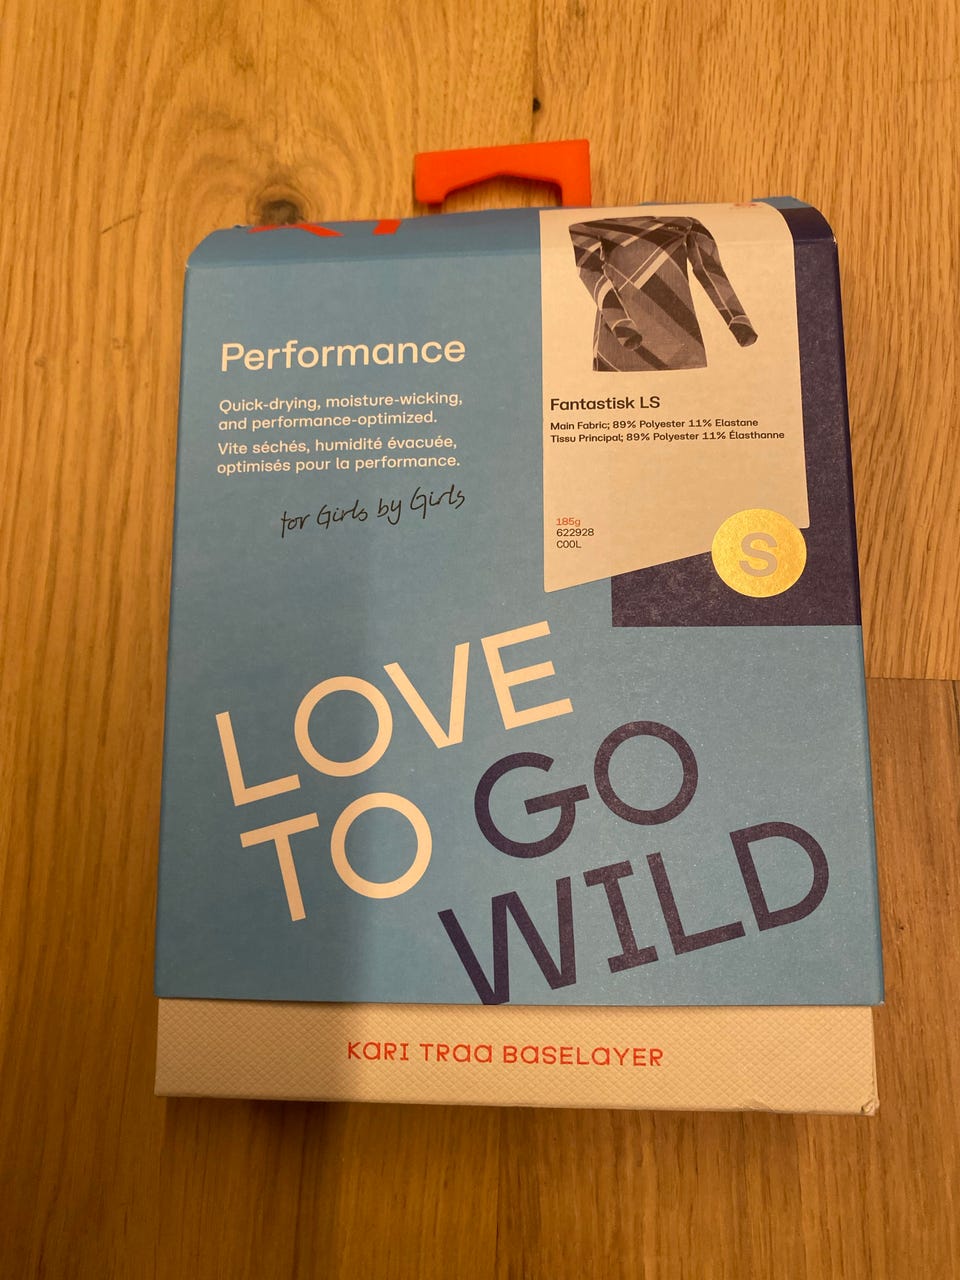 KT
Performance
Quick-drying, moisture-wicking,
and performance-optimized.
Vite séchés, humidité évacuée,
optimisés pour la performance.
for Girls by Girls
Fantastisk LS
Main Fabric; 89% Polyester 11% Elastane
Tissu Principal; 89% Polyester 11% Élasthanne
185g
622928
COOL
S
LOVE
TO GO
WILD
KARI TRAA BASELAYER